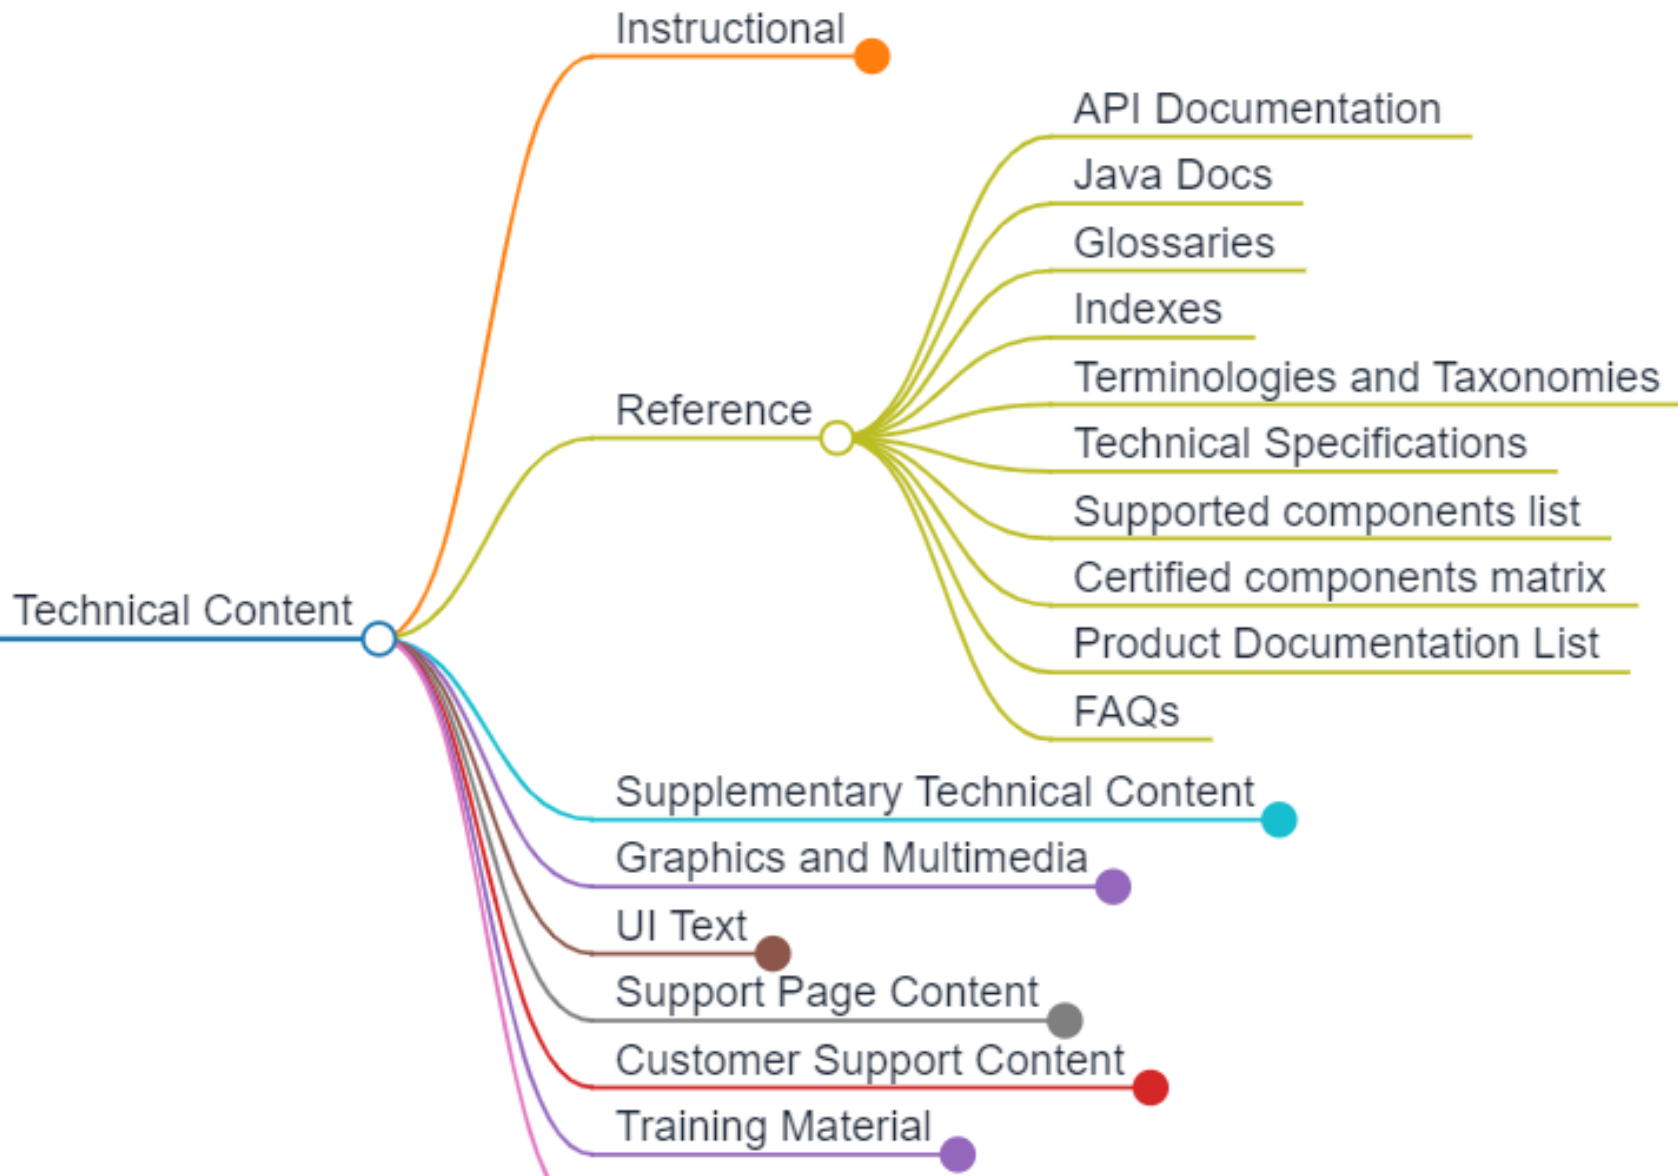 Instructional
API Documentation
Java Docs
Glossaries
Indexes
Terminologies and Taxonomies
Reference
Technical Specifications
Supported components list
Certified components matrix
Technical Content
Product Documentation List
FAQs
Supplementary Technical Content
Graphics and Multimedia
UI Text
Support Page Content
Customer Support Content
Training Material